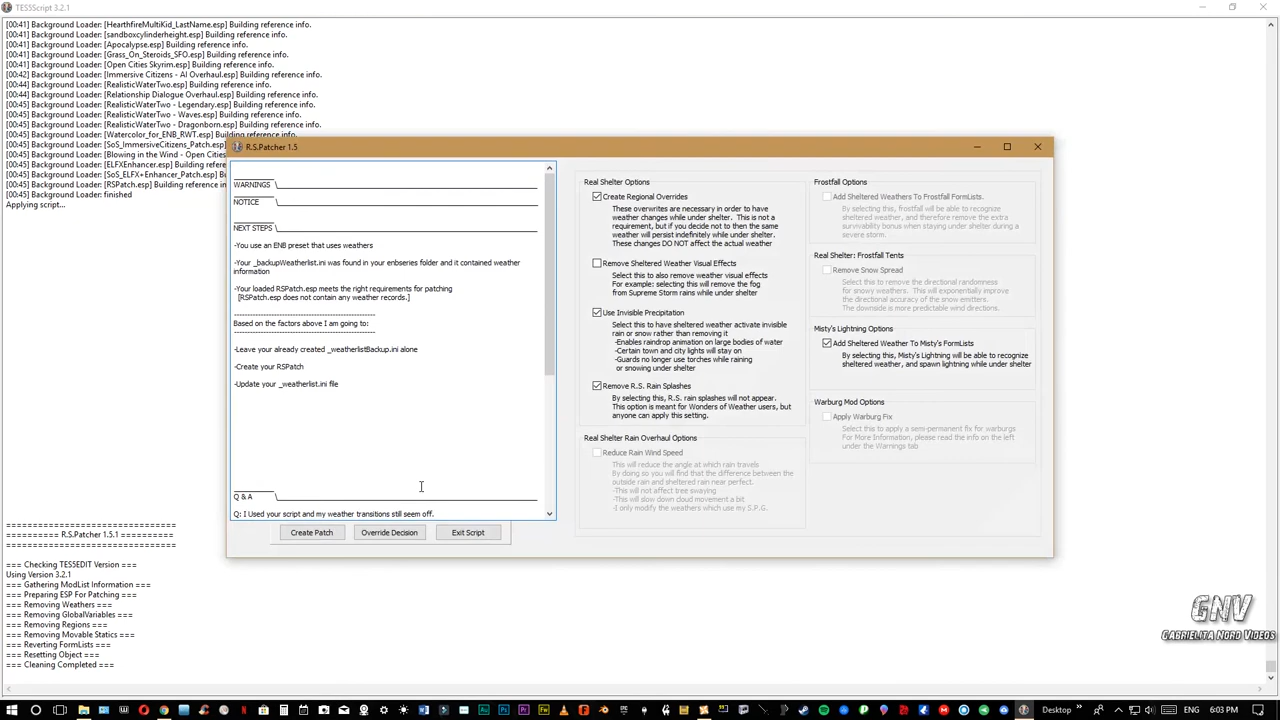 TES5Script 3.2.1
[00:41] Background Loader: [HearthfireMultiKid_LastName.esp] Building reference info.
[00:41] Background Loader: [sandboxcylinderheight.esp] Building reference info.
[00:41] Background Loader: [Apocalypse.esp] Building reference info.
[00:41] Background Loader: [Grass_On_Steroids_SFO.esp] Building reference info.
[00:41] Background Loader: [Open Cities Skyrim.esp] Building reference info.
[00:42] Background Loader: [Immersive Citizens - AI Overhaul.esp] Building reference info.
[00:44] Background Loader: [RealisticWaterTwo.esp] Building reference info.
[00:44] Background Loader: [Relationship Dialogue Overhaul.esp] Building reference info.
[00:45] Background Loader: [RealisticWaterTwo - Legendary.esp] Building reference info.
[00:45] Background Loader: [RealisticWaterTwo - Waves.esp] Building reference info.
[00:45] Background Loader: [RealisticWaterTwo - Dragonborn.esp] Building reference info.
[00:45] Background Loader: [Watercolor_for_ENB_RWT.esp] Building reference info.
[00:45] Background Loader: [SoS_ImmersiveCitizens_Patch.esp]
[00:45] Background Loader: [Blowing in the Wind - Open Cities
[00:45] Background Loader: [ELFXEnhancer.esp] Building reference
[00:45] Background Loader: [SoS_ELFX+Enhancer_Patch.esp]
[00:45] Background Loader: [RSPatch.esp] Building reference in
[00:45] Background Loader: finished
Applying script...
==============================
========== R.S.Patcher 1.5.1 ==========
==============================
=== Checking TES5EDIT Version ===
Using Version 3.2.1
=== Gathering ModList Information ===
=== Preparing ESP For Patching ===
=== Removing Weathers ===
=== Removing GlobalVariables ===
=== Removing Regions ===
=== Removing Movable Statics ===
=== Reverting FormLists ===
=== Resetting Object ===
=== Cleaning Completed ===
R.S.Patcher 1.5
WARNINGS \
NOTICE \
NEXT STEPS \
-You use an ENB preset that uses weathers
-Your _backupWeatherlist.ini was found in your enbseries folder and it contained weather
information
-Your loaded RSPatch.esp meets the right requirements for patching
[RSPatch.esp does not contain any weather records.]
Based on the factors above I am going to:
-Leave your already created _weatherlistBackup.ini alone
-Create your RSPatch
-Update your _weatherlist.ini file
Q & A \
Q: I Used your script and my weather transitions still seem off.
Create Patch
Override Decision
Exit Script
Real Shelter Options
Create Regional Overrides
These overwrites are necessary in order to have
weather changes while under shelter. This is not a
requirement, but if you decide not to then the same
weather will persist indefinitely while under shelter.
These changes DO NOT affect the actual weather
Remove Sheltered Weather Visual Effects
Select this to also remove weather visual effects
For example: selecting this will remove the fog
from Supreme Storm rains while under shelter
Use Invisible Precipitation
Select this to have sheltered weather activate invisible
rain or snow rather than removing it
-Enables raindrop animation on large bodies of water
-Certain town and city lights will stay on
-Guards no longer use torches while raining
or snowing under shelter
Remove R.S. Rain Splashes
By selecting this, R.S. rain splashes will not appear.
This option is meant for Wonders of Weather users, but
anyone can apply this setting.
Real Shelter Rain Overhaul Options
Reduce Rain Wind Speed
This will reduce the angle at which rain travels
By doing so you will find that the difference between the
outside rain and sheltered rain near perfect.
-This will not affect tree swaying
-This will slow down cloud movement a bit
-I only modify the weathers which use my S.P.G.
Frostfall Options
Add Sheltered Weathers To Frostfall FormLists.
By selecting this, frostfall will be able to recognize
sheltered weather, and therefore remove the extra
survivability bonus when staying under shelter during a
severe storm.
Real Shelter: Frostfall Tents
Remove Snow Spread
Select this to remove the directional randomness
for snowy weathers. This will exponentially improve
the directional accuracy of the snow emitters.
The downside is more predictable wind directions.
Misty's Lightning Options
Add Sheltered Weather To Misty's FormLists
By selecting this, Misty's Lightning will be able to recognize
sheltered weather, and spawn lightning while under shelter
Warburg Mod Options
Apply Warburg Fix
Select this to apply a semi-permanent fix for warburgs
For More Information, please read the info on the left
under the Warnings tab
GNV
GABRIELITA NORD VIDEOS
Desktop
ENG
6:03 PM